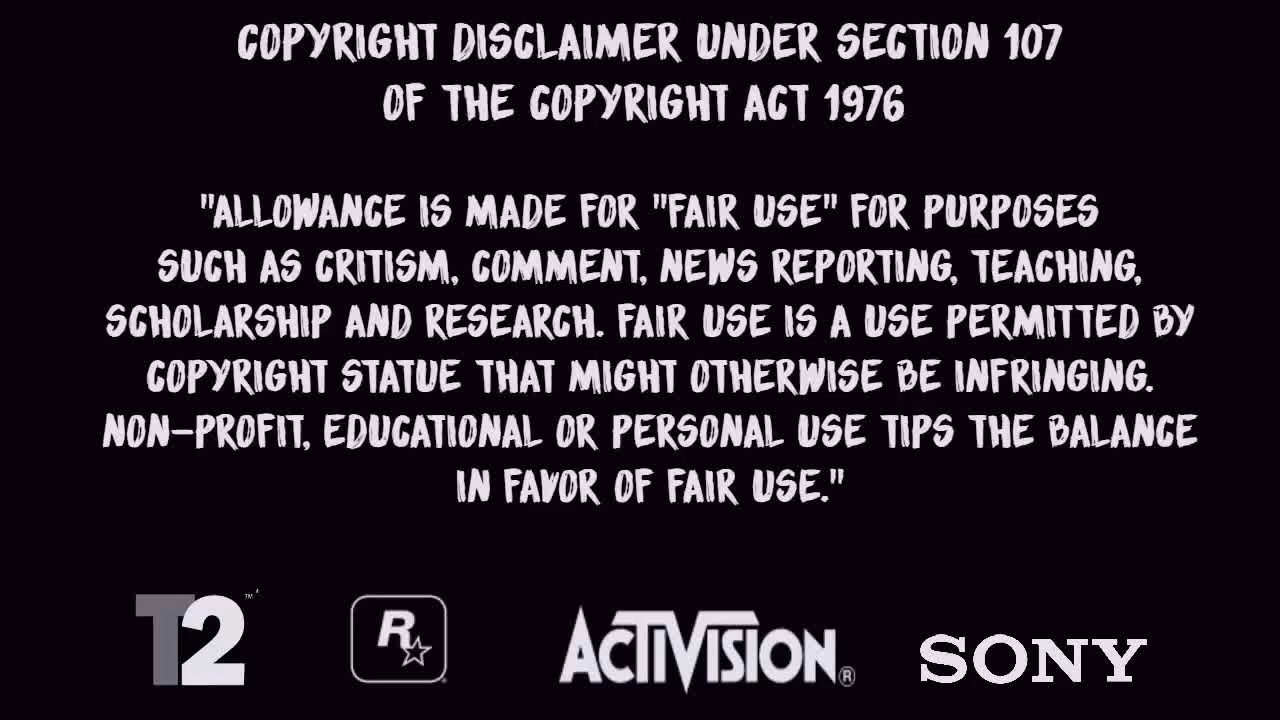 COPYRIGHT DISCLAIMER UNDER SECTION 107
OF THE COPYRIGHT ACT 1976
"ALLOWANCE IS MADE FOR "FAIR USE" FOR PURPOSES
SUCH AS CRITISM, COMMENT, NEWS REPORTING, TEACHING,
SCHOLARSHIP AND RESEARCH. FAIR USE IS A USE PERMITTED BY
COPYRIGHT STATUE THAT MIGHT OTHERWISE BE INFRINGING.
NON-PROFIT, EDUCATIONAL OR PERSONAL USE TIPS THE BALANCE
IN FAVOR OF FAIR USE."
T2™ R ACTIVISION® SONY